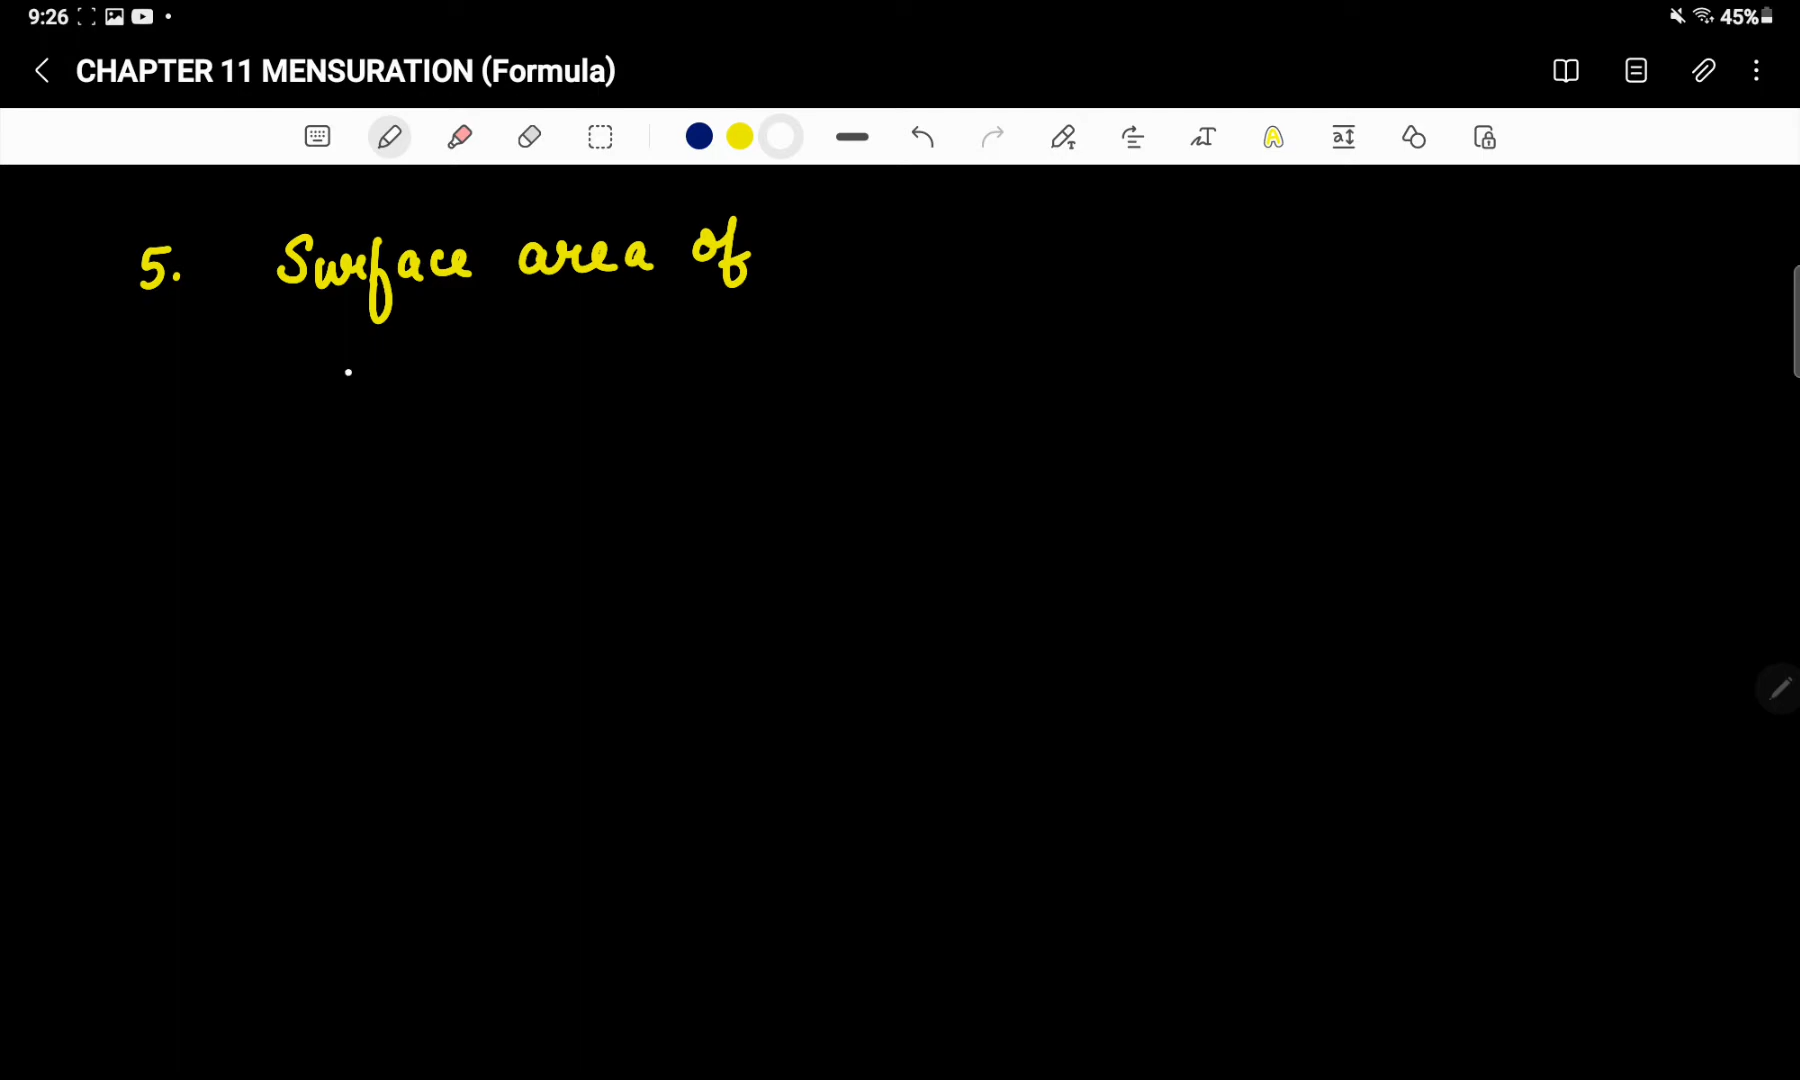 9:26 45%
CHAPTER 11 MENSURATION (Formula)
5. Surface area of